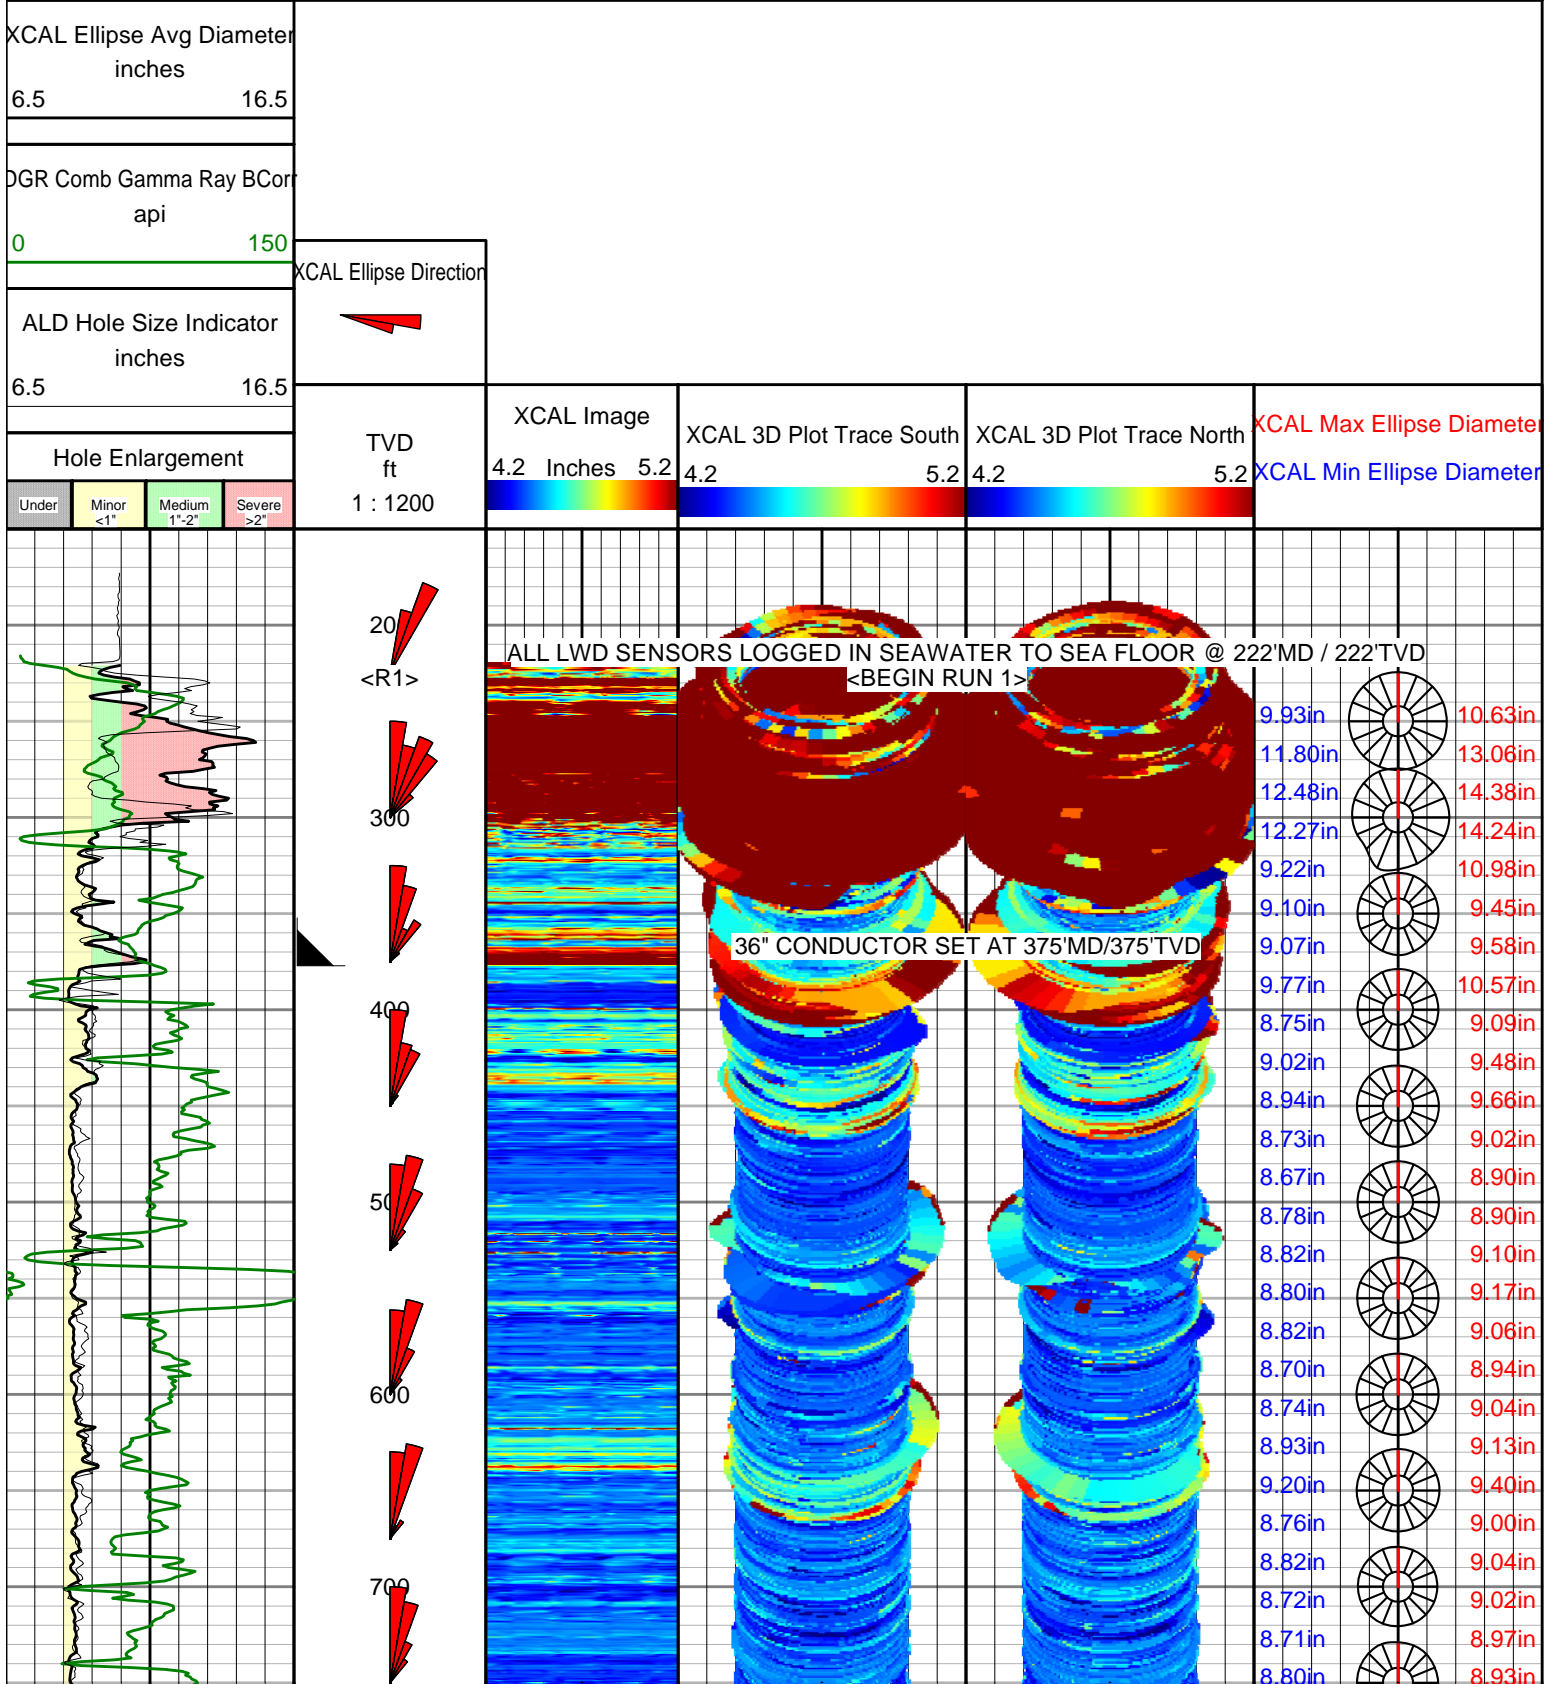 XCAL Ellipse Avg Diameter
inches
6.5 16.5
DGR Comb Gamma Ray BCorr
api
0 150
XCAL Ellipse Direction
ALD Hole Size Indicator
inches
6.5 16.5
Hole Enlargement
Under
Minor
<1"
Medium
1"-2"
Severe
>2"
TVD
ft
1 : 1200
XCAL Image
4.2 Inches 5.2
XCAL 3D Plot Trace South
4.2 5.2
XCAL 3D Plot Trace North
4.2 5.2
XCAL Max Ellipse Diameter
XCAL Min Ellipse Diameter
20
ALL LWD SENSORS LOGGED IN SEAWATER TO SEA FLOOR @ 222'MD / 222'TVD
<R1>
<BEGIN RUN 1>
9.93in 10.63in
11.80in 13.06in
12.48in 14.38in
300
12.27in 14.24in
9.22in 10.98in
9.10in 9.45in
36" CONDUCTOR SET AT 375'MD/375'TVD
9.07in 9.58in
9.77in 10.57in
400
8.75in 9.09in
9.02in 9.48in
8.94in 9.66in
8.73in 9.02in
8.67in 8.90in
50
8.78in 8.90in
8.82in 9.10in
8.80in 9.17in
8.82in 9.06in
8.70in 8.94in
600
8.74in 9.04in
8.93in 9.13in
9.20in 9.40in
8.76in 9.00in
8.82in 9.04in
700
8.72in 9.02in
8.71in 8.97in
8.80in 8.93in